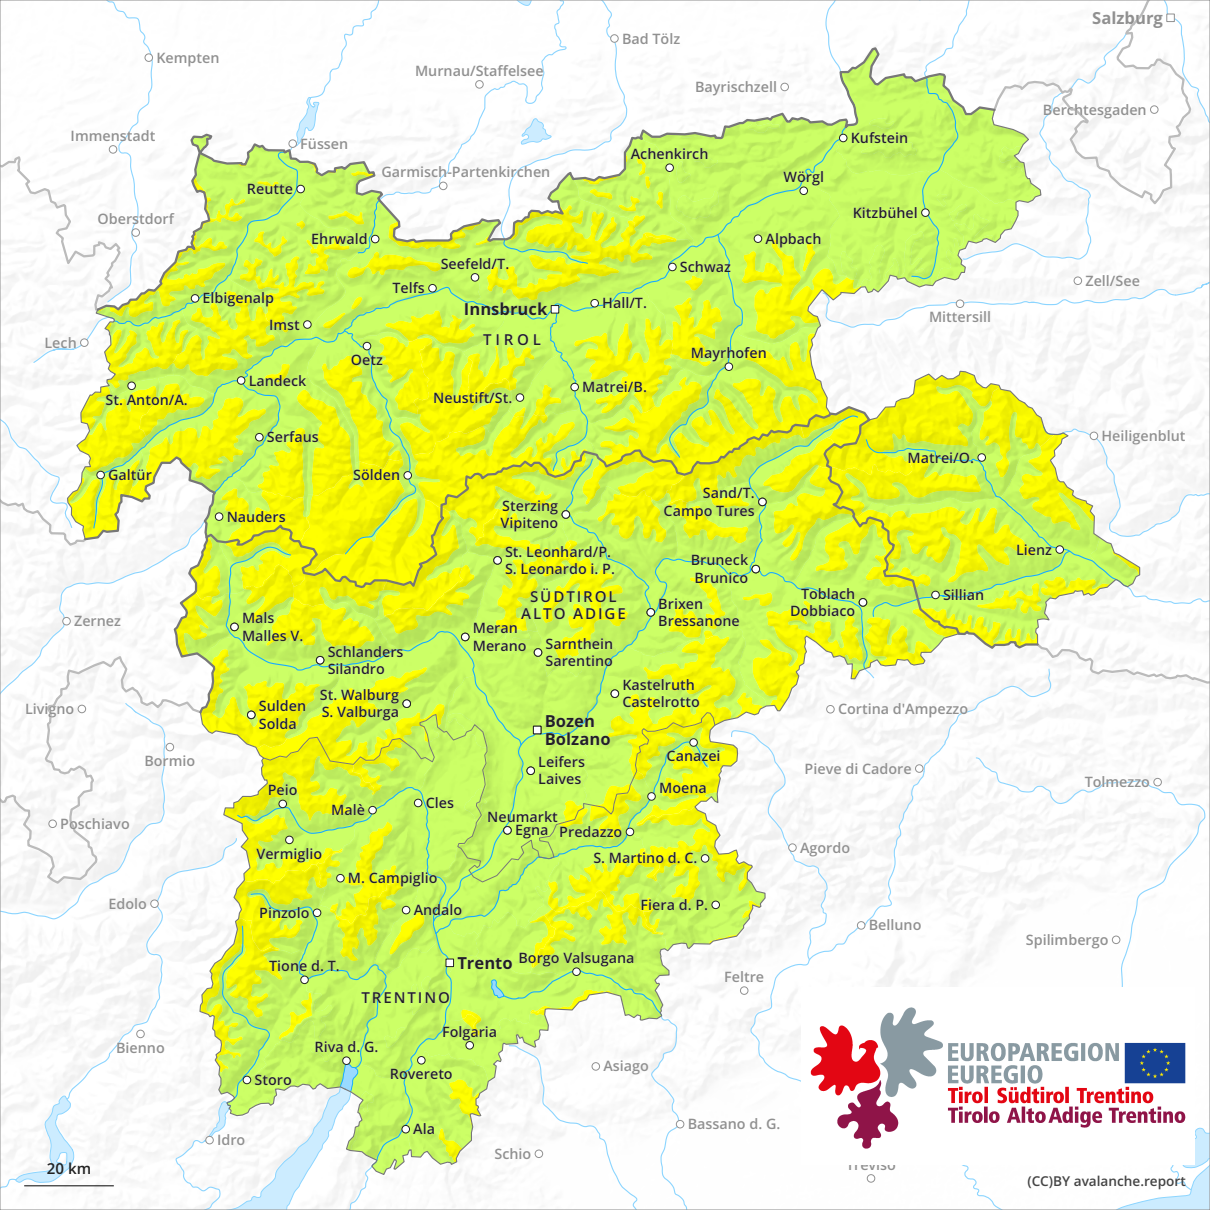 Salzburg
Bad Tölz
Kempten
Murnau/Staffelsee
Bayrischzell
Berchtesgaden
Immenstadt
Füssen
Kufstein
Achenkirch
Garmisch-Partenkirchen
Wörgl
Reutte
Oberstdorf
Kitzbühel
Ehrwald
Alpbach
Seefeld/T.
Schwaz
Zell/See
Telfs
Elbigenalp
Hall/T.
Innsbruck
Mittersill
Imst
TIROL
Lech
Oetz
Mayrhofen
Landeck
Matrei/B.
St. Anton/A.
Neustift/St.
Serfaus
Heiligenblut
Matrei/O.
Galtür
Sölden
Sand/T.
Campo Tures
Sterzing
Vipiteno
Nauders
St. Leonhard/P.
S. Leonardo i. P.
Lienz
Bruneck
Brunico
SÜDTIROL
ALTO ADIGE
Toblach
Dobbiaco
Sillian
Brixen
Bressanone
Zernez
Mals
Malles V.
Meran
Merano
Sarnthein
Sarentino
Schlanders
Silandro
Kastelruth
Castelrotto
St. Walburg
S. Valburga
Livigno
Sulden
Solda
Cortina d'Ampezzo
Bozen
Bolzano
Bormio
Canazei
Leifers
Laives
Pieve di Cadore
Tolmezzo
Peio
Moena
Malè
Cles
Poschiavo
Neumarkt
Egna
Predazzo
Vermiglio
S. Martino d. C.
Agordo
M. Campiglio
Edolo
Pinzolo
Andalo
Fiera d. P.
Belluno
Spilimbergo
Trento
Borgo Valsugana
Tione d. T.
Feltre
TRENTINO
Folgaria
Bienno
Riva d. G.
Rovereto
Asiago
Storo
EUROPAREGION
EUREGIO
Tirol Südtirol Trentino
Tirolo Alto Adige Trentino
Ala
Bassano d. G.
Idro
Schio
Treviso
20 km
(CC)BY avalanche.report